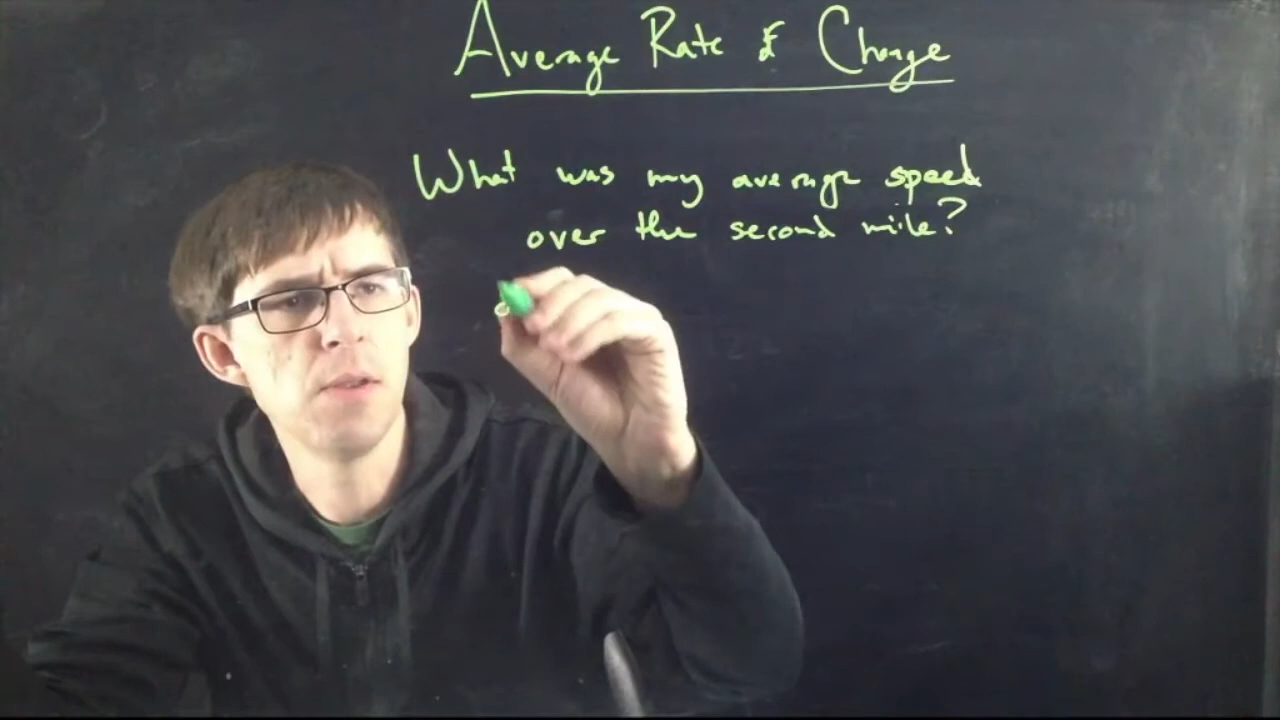 Average Rate of Change
What was my average speed
over the second mile?